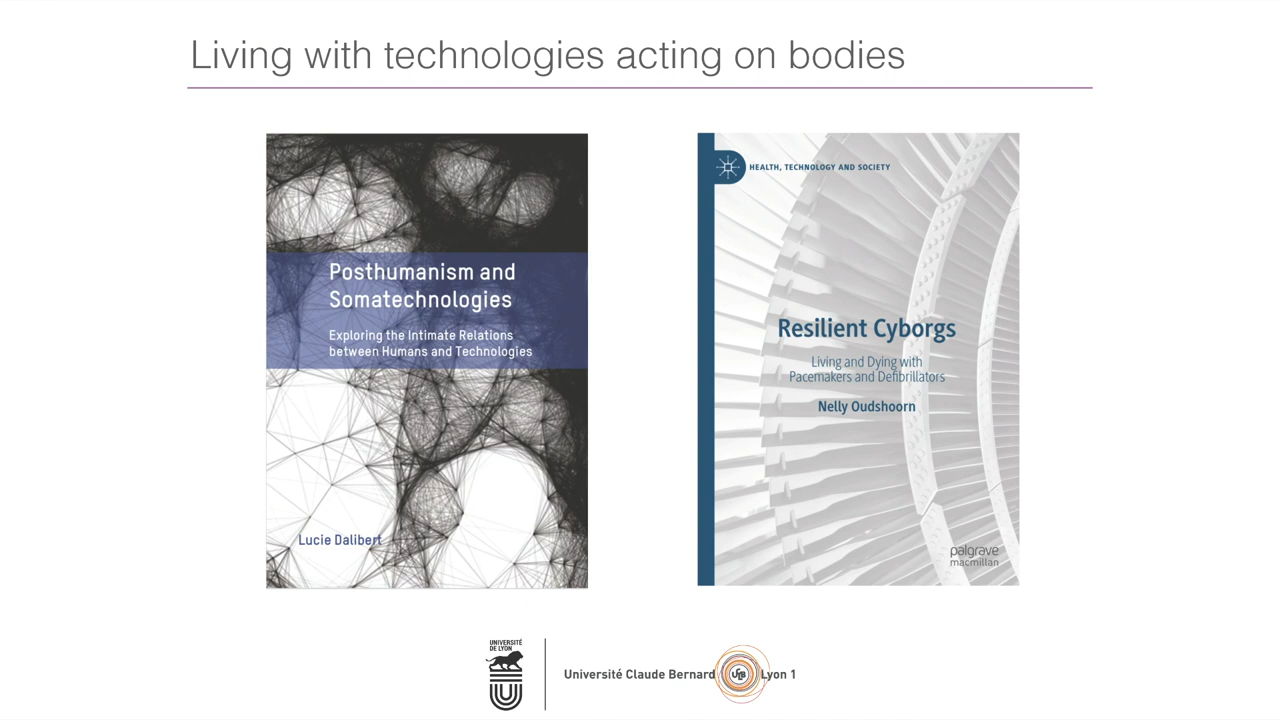 Living with technologies acting on bodies
Posthumanism and
Somatechnologies
Exploring the Intimate Relations
between Humans and Technologies
Lucie Dalibert
HEALTH, TECHNOLOGY AND SOCIETY
Resilient Cyborgs
Living and Dying with
Pacemakers and Defibrillators
Nelly Oudshoorn
palgrave
macmillan
UNIVERSITÉ
DE LYON
Université Claude Bernard UCB Lyon 1